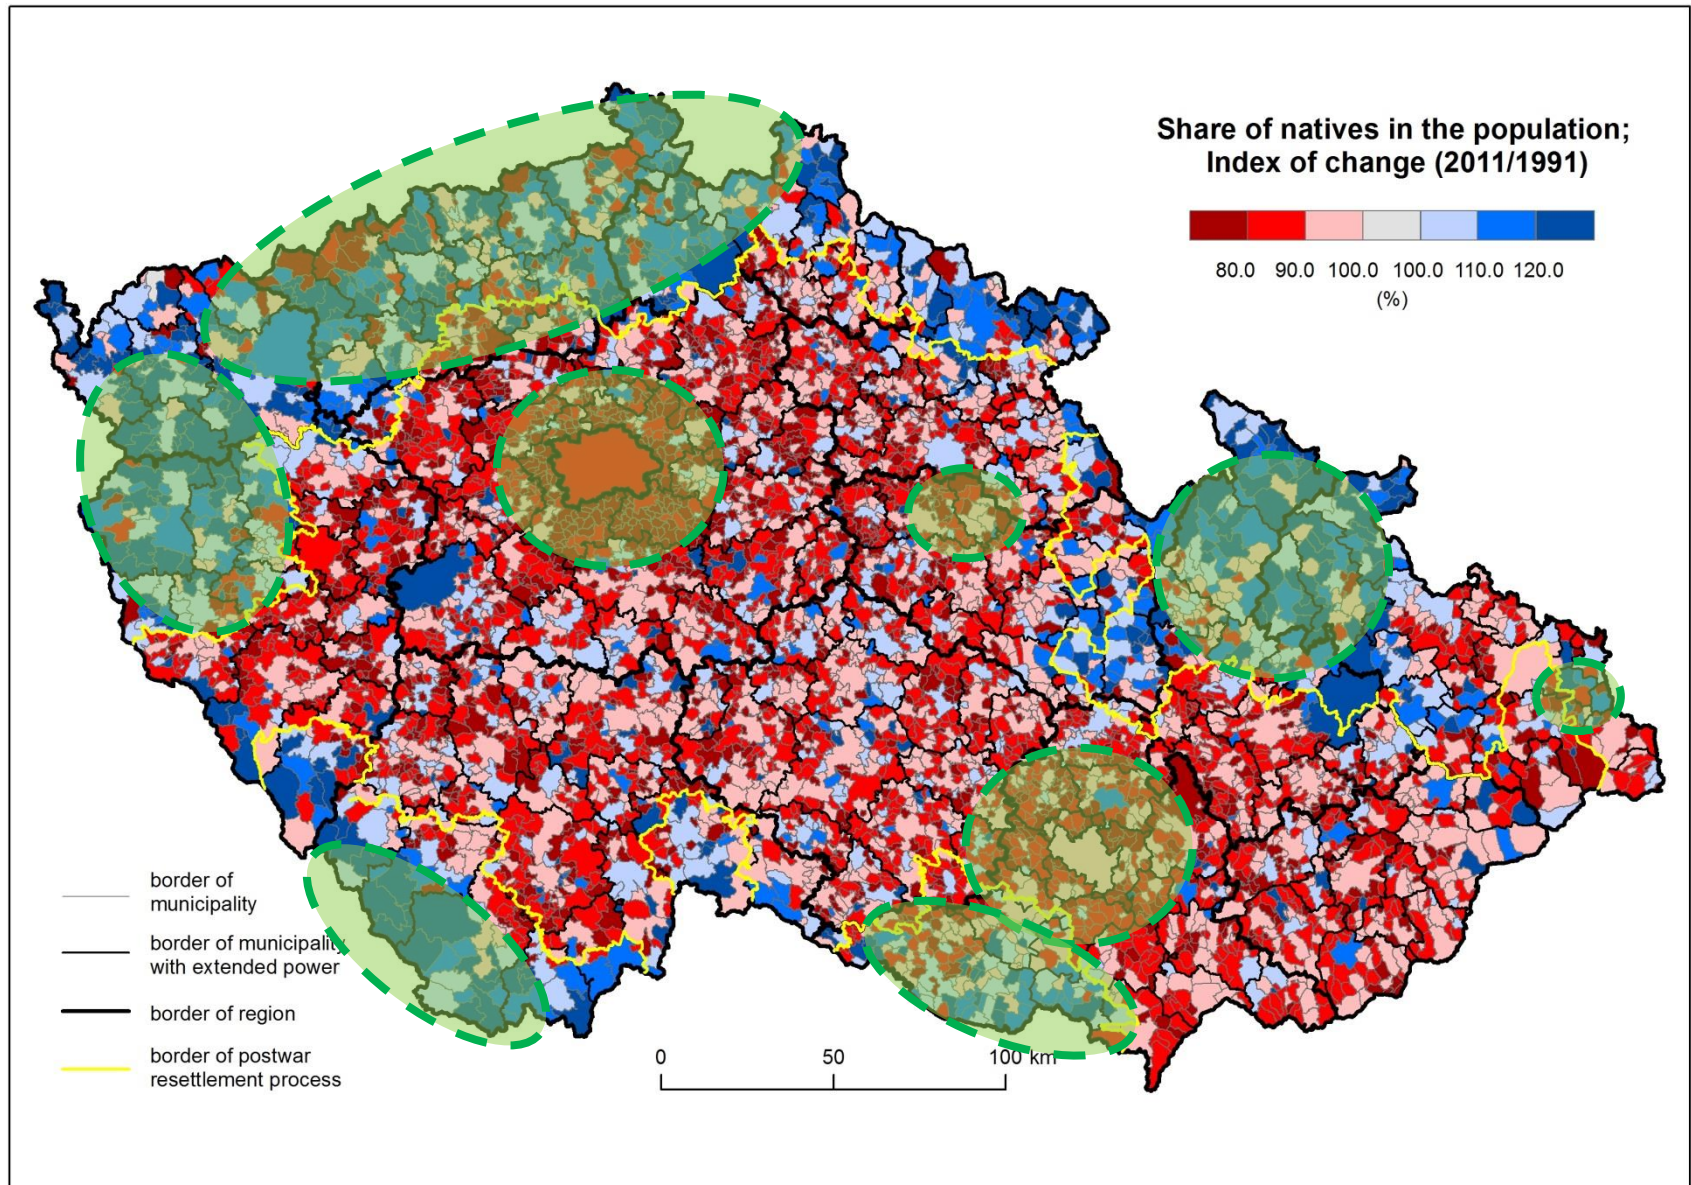 Share of natives in the population;
Index of change (2011/1991)
80.0 90.0 100.0 100.0 110.0 120.0
(%)
border of
municipality
border of municipality
with extended power
border of region
border of postwar
resettlement process
0 50 100 km